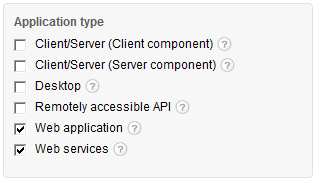 Application type
Client/Server (Client component) ?
Client/Server (Server component) ?
Desktop ?
Remotely accessible API ?
Web application ?
Web services ?